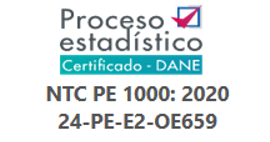 Proceso
estadístico
Certificado - DANE
NTC PE 1000: 2020
24-PE-E2-OE659